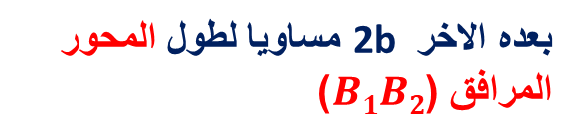 بعده الاخر 2b مساويا لطول المحور
المرافق (B₁B₂)